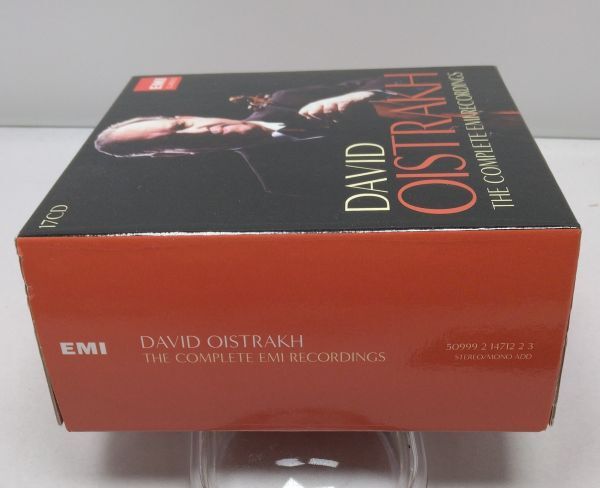 EMI
DAVID
OISTRAKH
THE COMPLETE EMI RECORDINGS
17CD
EMI
DAVID OISTRAKH
THE COMPLETE EMI RECORDINGS
50999 2 14712 2 3
STEREO/MONO ADD